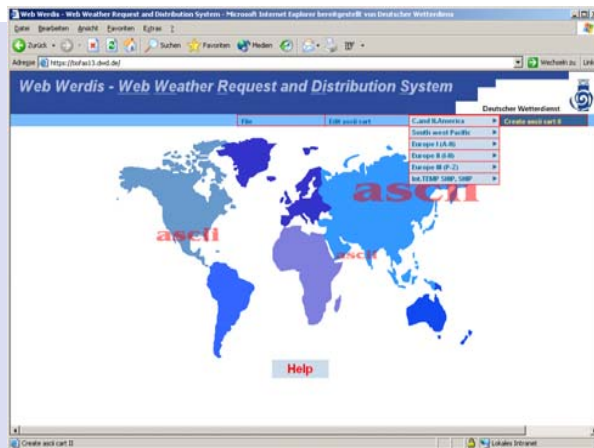 Web Werdis - Web Weather Request and Distribution System - Microsoft Internet Explorer bereitgestellt von Deutscher Wetterdiens
Datei Bearbeiten Ansicht Favoriten Extras ?
Zurück Suchen Favoriten Medien
Adresse https://bofas13.dwd.de/ Wechseln zu Link
Web Werdis - Web Weather Request and Distribution System
Deutscher Wetterdienst
File Edit ascii cart C.and N.America Create ascii cart II
South west Pacific
Europe I (A-H)
Europe II (I-N)
Europe III (P-Z)
Int.TEMP SHIP, SHIP
ascii
ascii
ascii
Help
Create ascii cart II Lokales Intranet